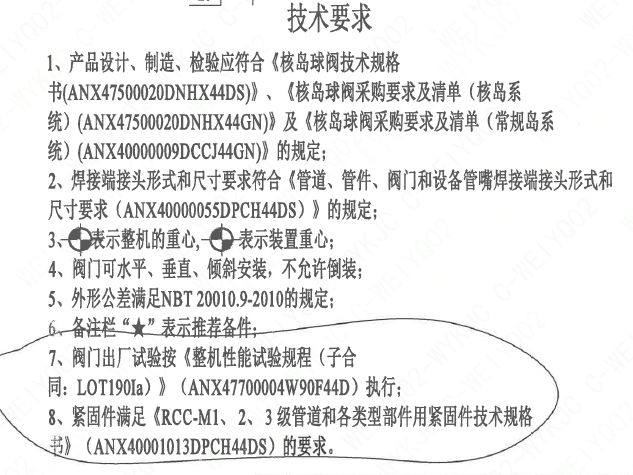 技术要求
1、产品设计、制造、检验应符合《核岛球阀技术规格
书(ANX47500020DNHX44DS)》、《核岛球阀采购要求及清单（核岛系
统）(ANX47500020DNHX44GN)》及《核岛球阀采购要求及清单（常规岛系
统）(ANX40000009DCCJ44GN)》的规定；
2、焊接端接头形式和尺寸要求符合《管道、管件、阀门和设备管嘴焊接端接头形式和
尺寸要求（ANX40000055DPCH44DS）》的规定；
3、表示整机的重心,表示装置重心；
4、阀门可水平、垂直、倾斜安装，不允许倒装；
5、外形公差满足NBT 20010.9-2010的规定；
6、备注栏“★”表示推荐备件；
7、阀门出厂试验按《整机性能试验规程（子合
同：LOT190Ia）》（ANX47700004W90F44D）执行；
8、紧固件满足《RCC-M1、2、3 级管道和各类型部件用紧固件技术规格
书》（ANX40001013DPCH44DS）的要求。